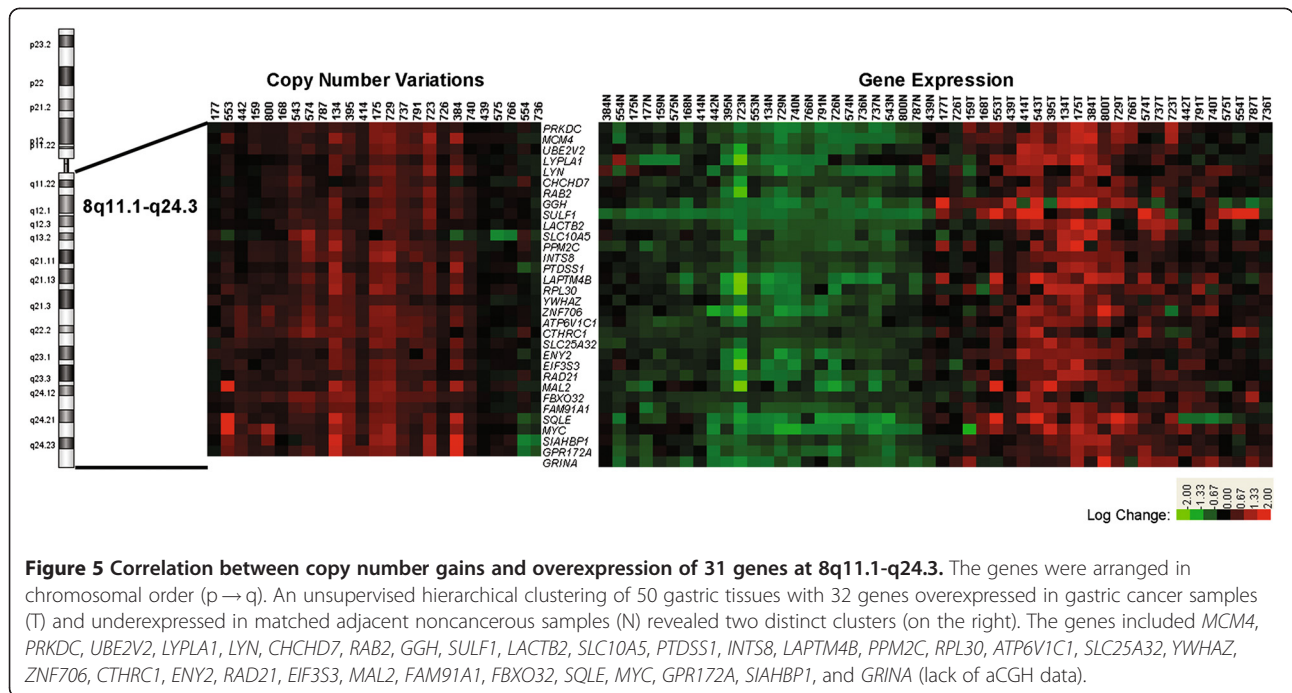 Copy Number Variations
Gene Expression
177 553 442 159 800 168 543 574 787 134 395 414 175 729 737 791 223 384 740 439 575 766 226 554 736
384N 554N 175N 177N 159N 575N 168N 414N 442N 395N 723N 553N 134N 729N 740N 766N 791N 726N 574N 736N 737N 543N 800N 787N 439N 177T 726T 159T 168T 553T 439T 414T 543T 395T 134T 175T 384T 800T 729T 766T 574T 737T 223T 442T 791T 740T 575T 554T 787T 736T
p23.2
p22
p21.2
p11.22
q11.22
q12.1
q12.3
q13.2
q21.11
q21.13
q21.3
q22.2
q23.1
q23.3
q24.12
q24.21
q24.23
8q11.1-q24.3
PRKDC
MCM4
UBE2V2
LYPLA1
LYN
CHCHD7
RAB2
GGH
SULF1
LACTB2
SLC10A5
PPM2C
INTS8
PTDSS1
LAPTM4B
RPL30
YWHAZ
ZNF706
ATP6V1C1
CTHRC1
SLC25A32
ENY2
EIF3S3
RAD21
MAL2
FBXO32
FAM91A1
SQLE
MYC
SIAHBP1
GPR172A
GRINA
Log Change: -2.00 -1.33 -0.67 0.00 0.67 1.33 2.00
Figure 5 Correlation between copy number gains and overexpression of 31 genes at 8q11.1-q24.3. The genes were arranged in
chromosomal order (p → q). An unsupervised hierarchical clustering of 50 gastric tissues with 32 genes overexpressed in gastric cancer samples
(T) and underexpressed in matched adjacent noncancerous samples (N) revealed two distinct clusters (on the right). The genes included MCM4,
PRKDC, UBE2V2, LYPLA1, LYN, CHCHD7, RAB2, GGH, SULF1, LACTB2, SLC10A5, PTDSS1, INTS8, LAPTM4B, PPM2C, RPL30, ATP6V1C1, SLC25A32, YWHAZ,
ZNF706, CTHRC1, ENY2, RAD21, EIF3S3, MAL2, FAM91A1, FBXO32, SQLE, MYC, GPR172A, SIAHBP1, and GRINA (lack of aCGH data).